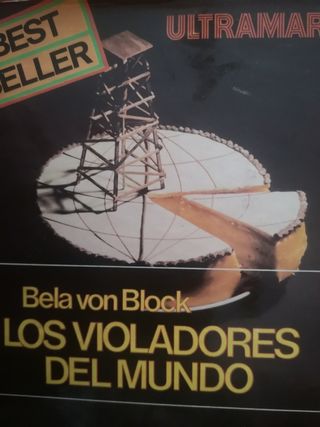 BEST
SELLER
ULTRAMAR
Bela von Block
LOS VIOLADORES
DEL MUNDO